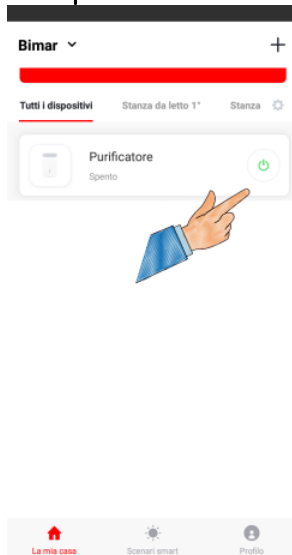 Bimar
Tutti i dispositivi Stanza da letto 1° Stanza
Purificatore
Spento
La mia casa Scenari smart Profilo